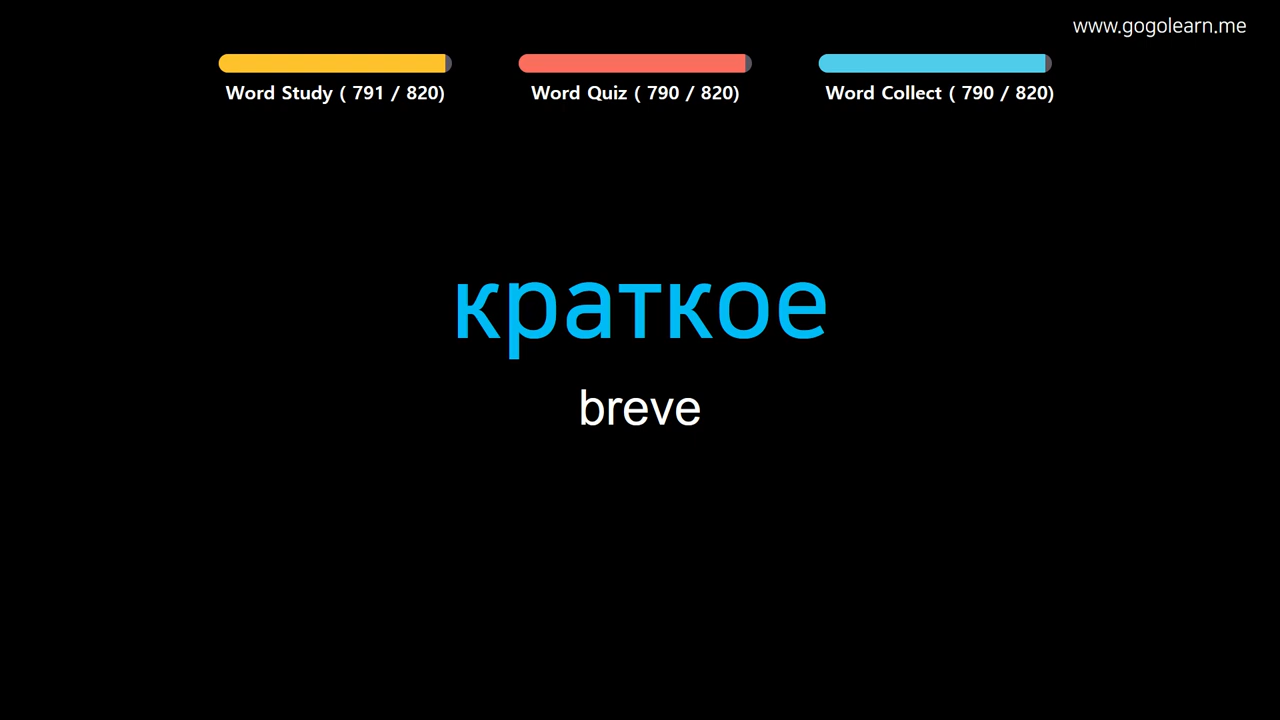 www.gogolearn.me
Word Study ( 791 / 820)
Word Quiz ( 790 / 820)
Word Collect ( 790 / 820)
краткое
breve